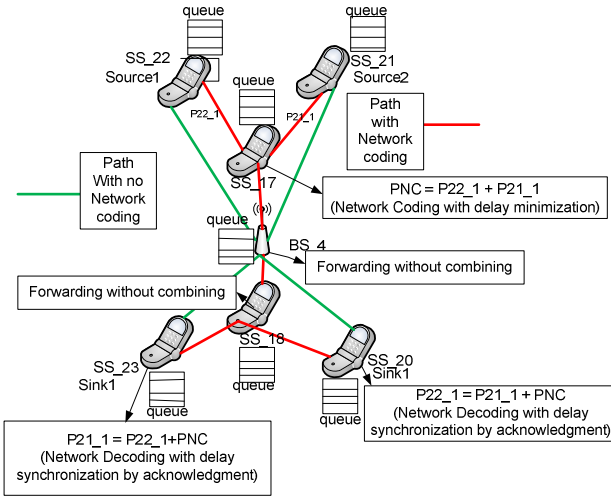 queue
SS_22
Source1
queue
SS_21
Source2
queue
P22_1
P21_1
Path
with
Network
coding
Path
With no
Network
coding
SS_17
PNC = P22_1 + P21_1
(Network Coding with delay minimization)
queue
BS_4
Forwarding without combining
Forwarding without combining
SS_18
SS_23
Sink1
SS_20
Sink1
queue
queue
queue
P22_1 = P21_1 + PNC
(Network Decoding with delay
synchronization by acknowledgment)
P21_1 = P22_1+PNC
(Network Decoding with delay
synchronization by acknowledgment)